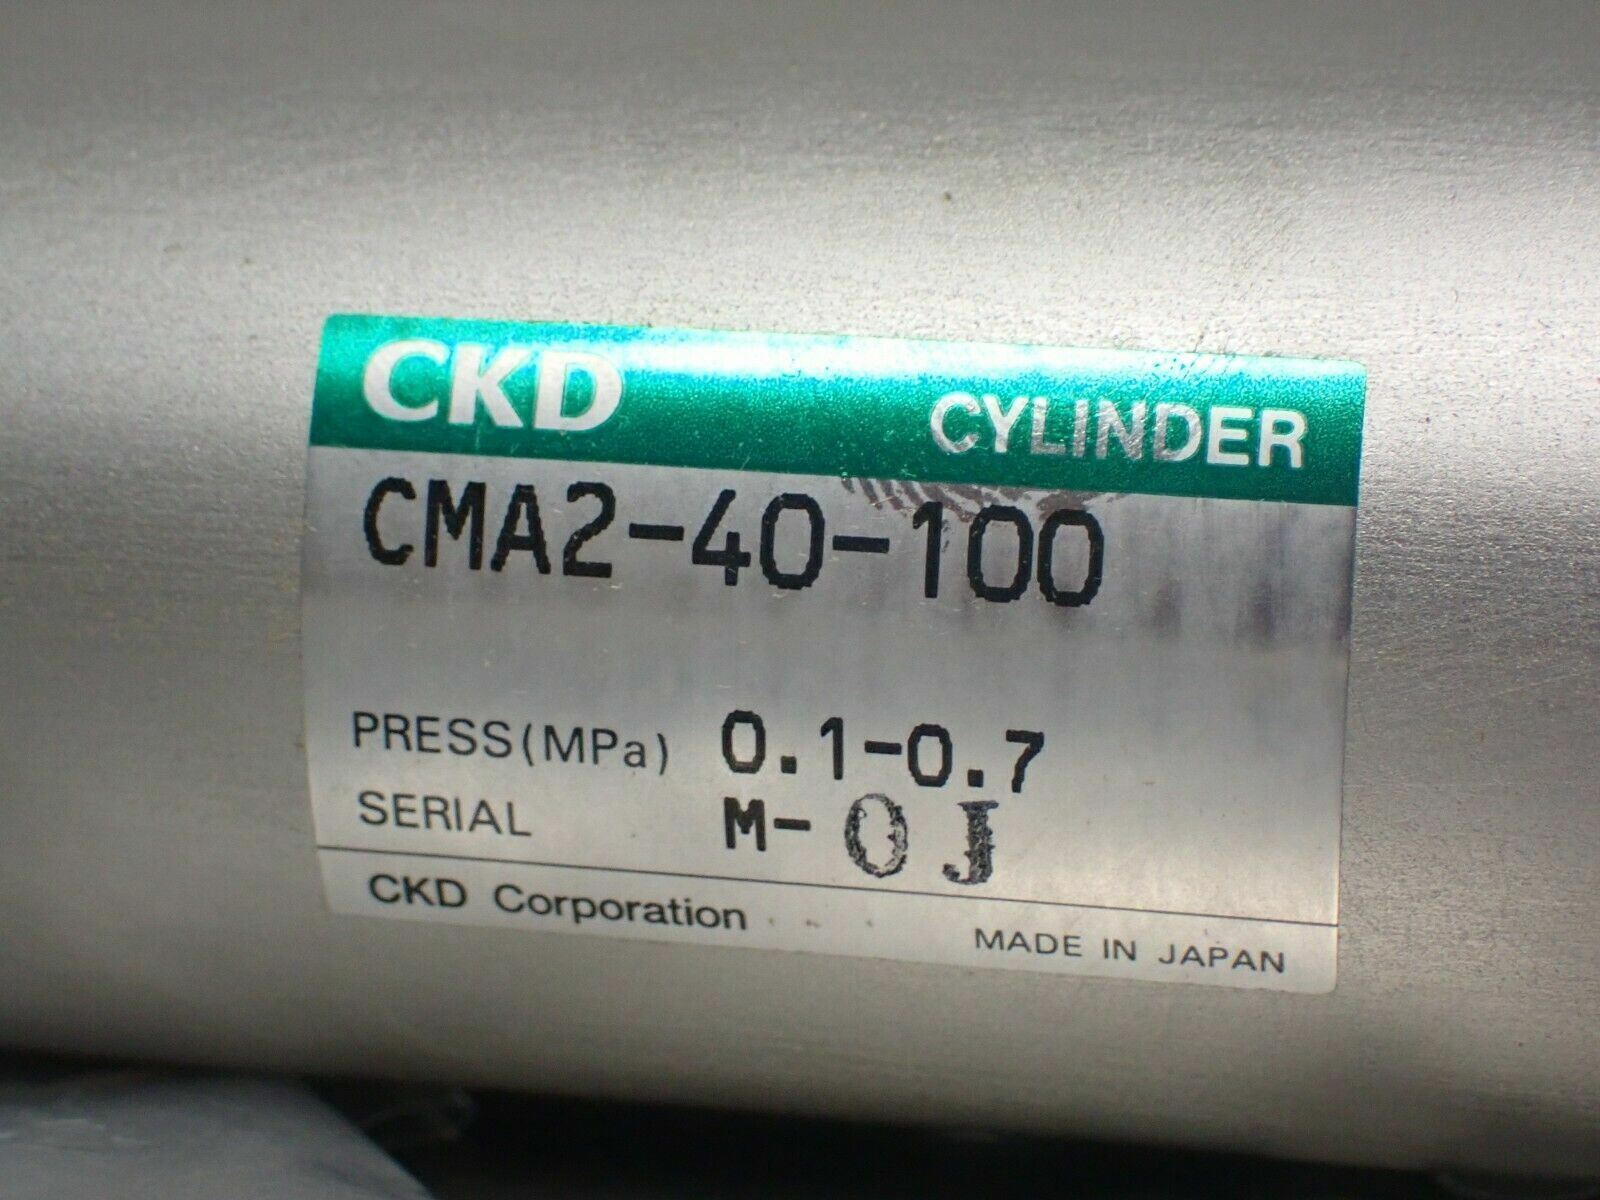 CKD CYLINDER
CMA2-40-100
PRESS(MPa) 0.1-0.7
SERIAL M-0J
CKD Corporation MADE IN JAPAN